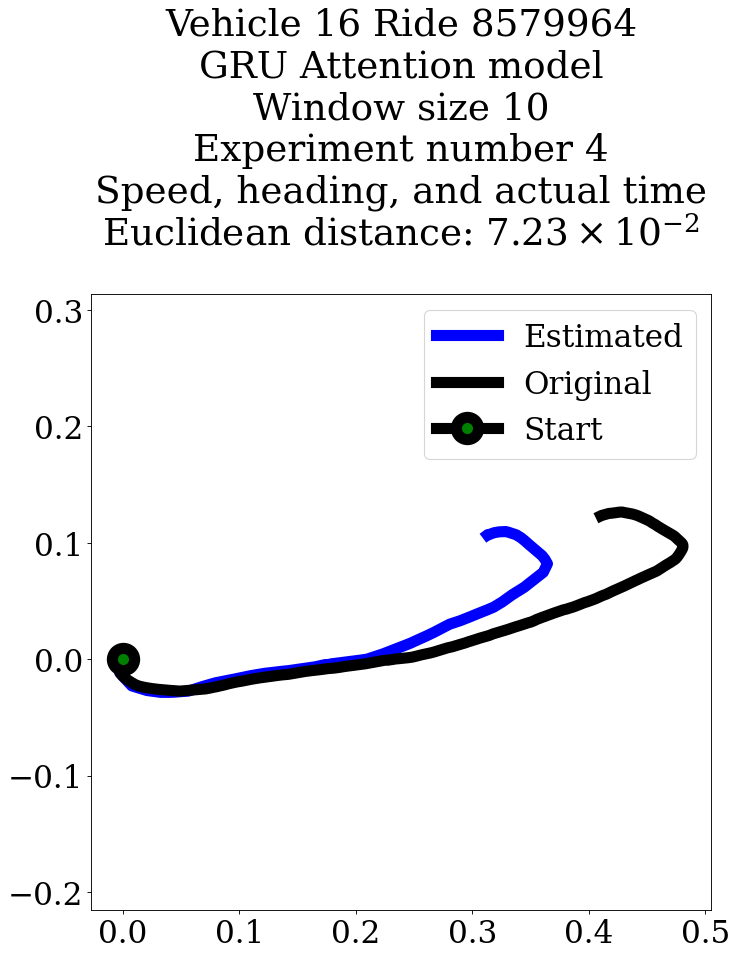 Vehicle 16 Ride 8579964
GRU Attention model
Window size 10
Experiment number 4
Speed, heading, and actual time
Euclidean distance: 7.23 × 10⁻²
Estimated
Original
Start
0.3
0.2
0.1
0.0
−0.1
−0.2
0.0 0.1 0.2 0.3 0.4 0.5